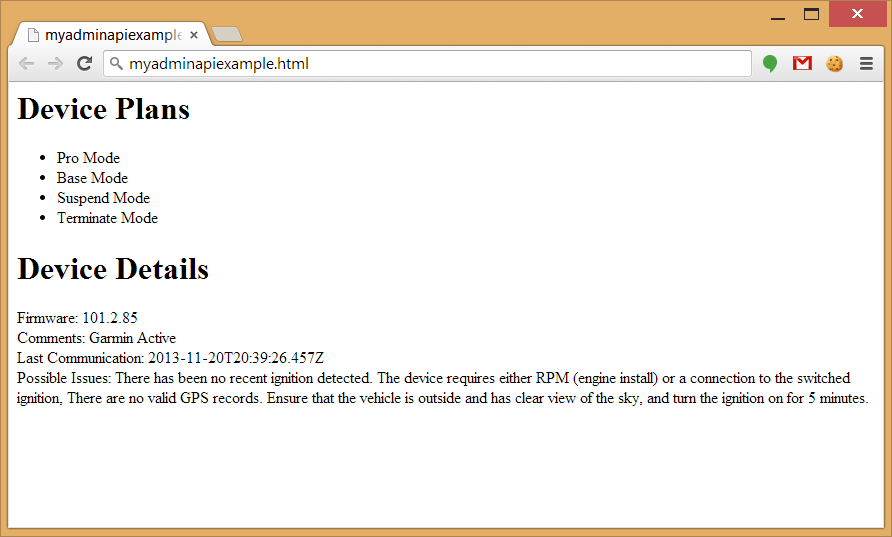 myadminapiexample
myadminapiexample.html
Device Plans
Pro Mode
Base Mode
Suspend Mode
Terminate Mode
Device Details
Firmware: 101.2.85
Comments: Garmin Active
Last Communication: 2013-11-20T20:39:26.457Z
Possible Issues: There has been no recent ignition detected. The device requires either RPM (engine install) or a connection to the switched
ignition, There are no valid GPS records. Ensure that the vehicle is outside and has clear view of the sky, and turn the ignition on for 5 minutes.